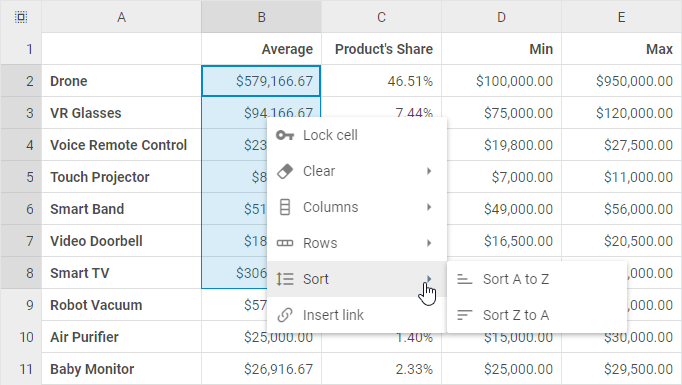 A B C D E
1 Average Product's Share Min Max
2 Drone $579,166.67 46.51% $100,000.00 $950,000.00
3 VR Glasses $94,166.67 7.44% $75,000.00 $120,000.00
4 Voice Remote Control $23 $19,800.00 $27,500.00
Lock cell
5 Touch Projector $8 $7,000.00 $11,000.00
Clear
6 Smart Band $51 $49,000.00 $56,000.00
Columns
7 Video Doorbell $18 $16,500.00 $20,500.00
Rows
8 Smart TV $306 ,000.00
Sort Sort A to Z
9 Robot Vacuum $57 ,000.00
Insert link Sort Z to A
10 Air Purifier $25,000.00 1.40% $15,000.00 $30,000.00
11 Baby Monitor $26,916.67 2.33% $25,000.00 $29,500.00